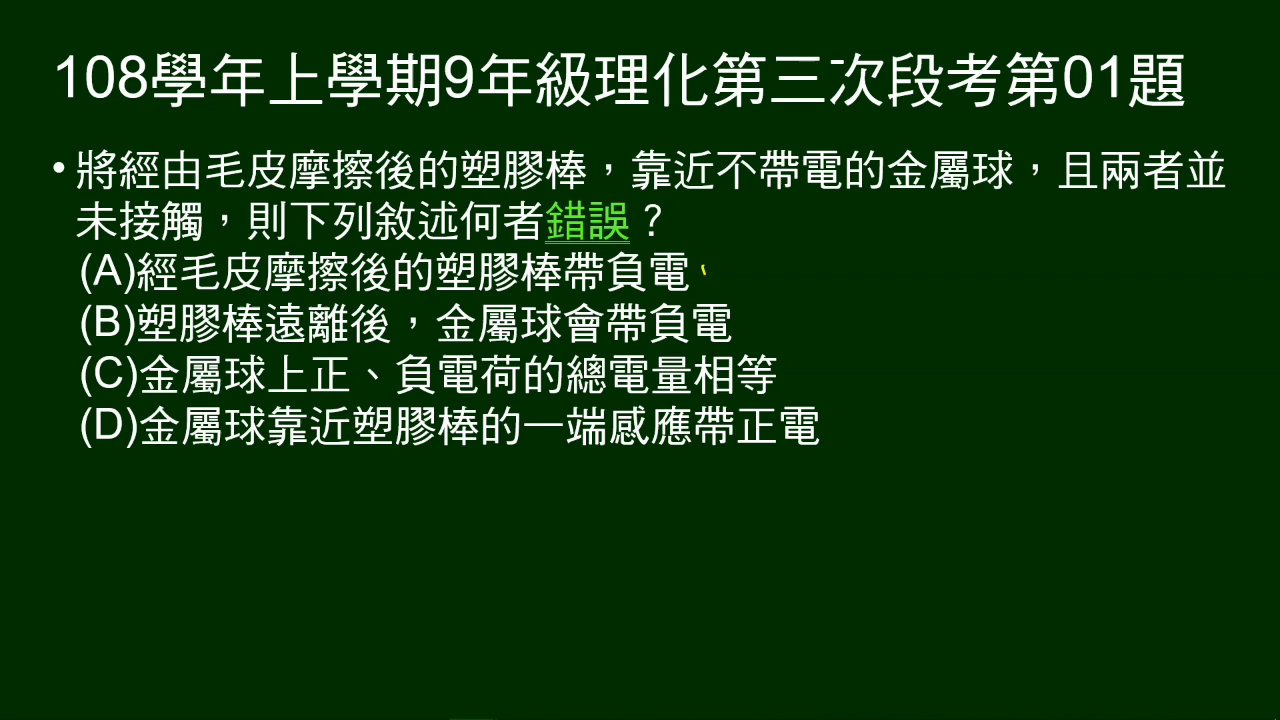 108學年上學期9年級理化第三次段考第01題
• 將經由毛皮摩擦後的塑膠棒，靠近不帶電的金屬球，且兩者並
未接觸，則下列敘述何者錯誤？
(A)經毛皮摩擦後的塑膠棒帶負電
(B)塑膠棒遠離後，金屬球會帶負電
(C)金屬球上正、負電荷的總電量相等
(D)金屬球靠近塑膠棒的一端感應帶正電